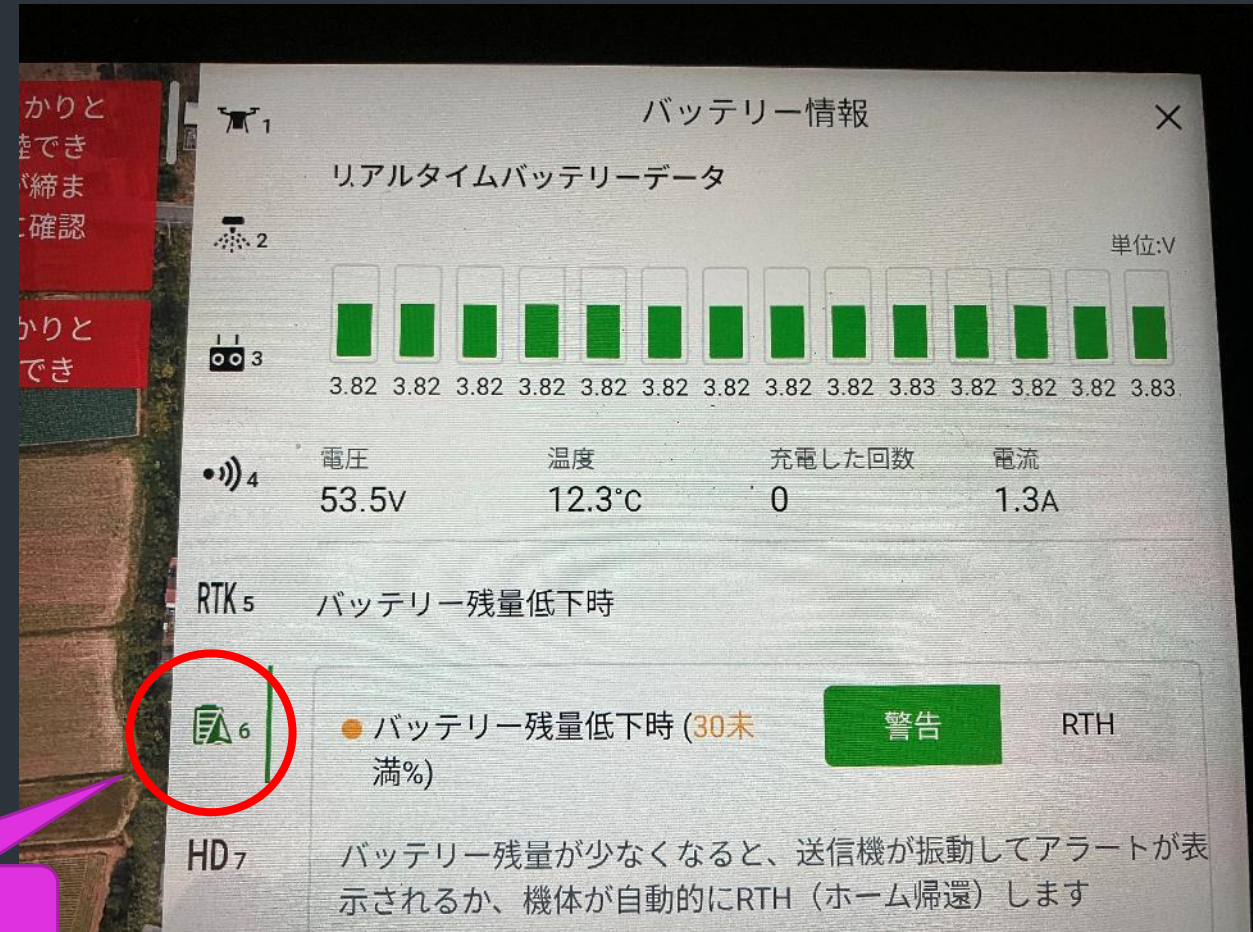 かりと
陸でき
が締ま
に確認
かりと
でき
1
2
3
4
RTK 5
6
HD 7
バッテリー情報
×
リアルタイムバッテリーデータ
単位:V
3.82 3.82 3.82 3.82 3.82 3.82 3.82 3.82 3.82 3.83 3.82 3.82 3.82 3.83
電圧 温度 充電した回数 電流
53.5V 12.3°C 0 1.3A
バッテリー残量低下時
バッテリー残量低下時 (30未
満%)
警告 RTH
バッテリー残量が少なくなると、送信機が振動してアラートが表
示されるか、機体が自動的にRTH（ホーム帰還）します